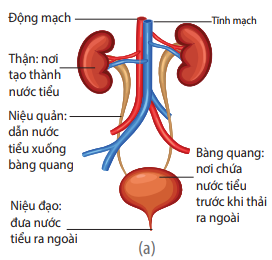 Động mạch
Tĩnh mạch
Thận: nơi
tạo thành
nước tiểu
Niệu quản:
dẫn nước
tiểu xuống
bàng quang
Bàng quang:
nơi chứa
nước tiểu
trước khi thải
ra ngoài
Niệu đạo:
đưa nước
tiểu ra ngoài
(a)